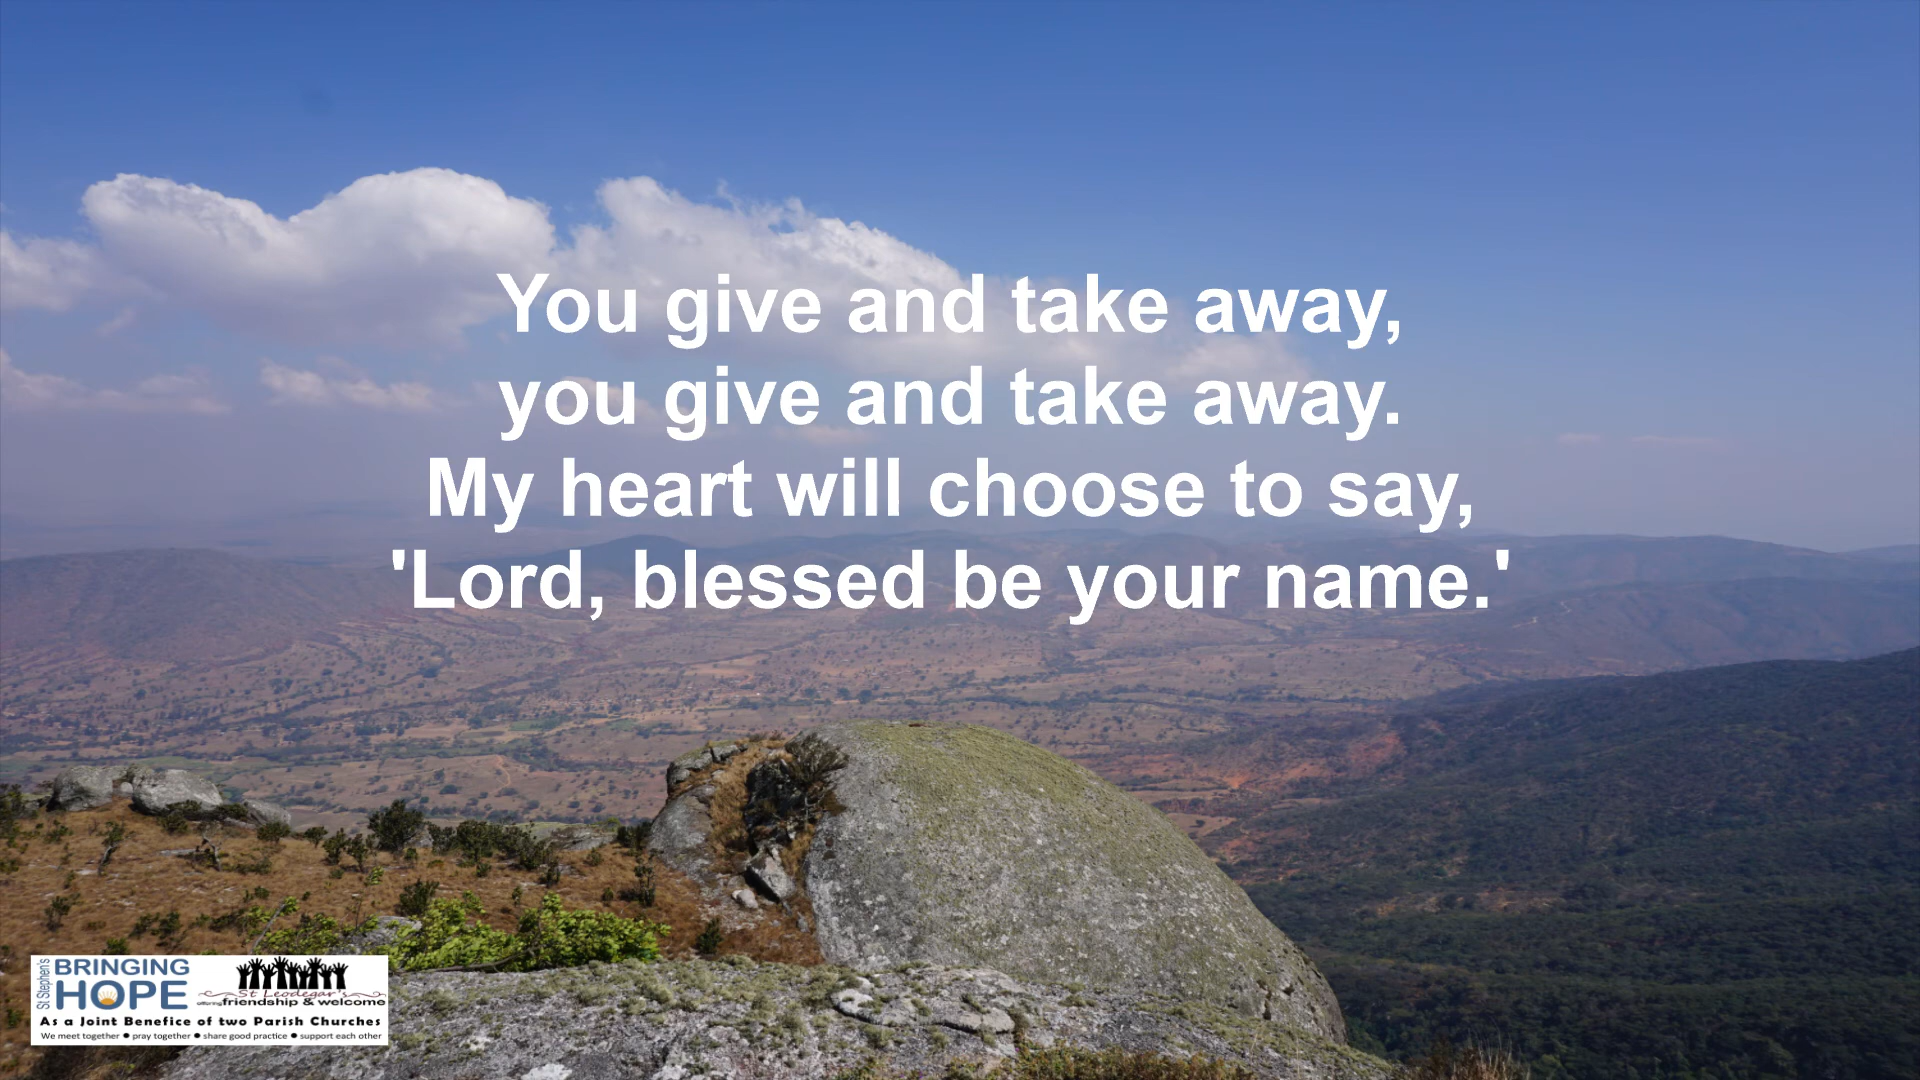 You give and take away,
you give and take away.
My heart will choose to say,
'Lord, blessed be your name.'
St Stephen's
BRINGING
HOPE
St Leodegar's
offering friendship & welcome
As a Joint Benefice of two Parish Churches
We meet together ● pray together ● share good practice ● support each other